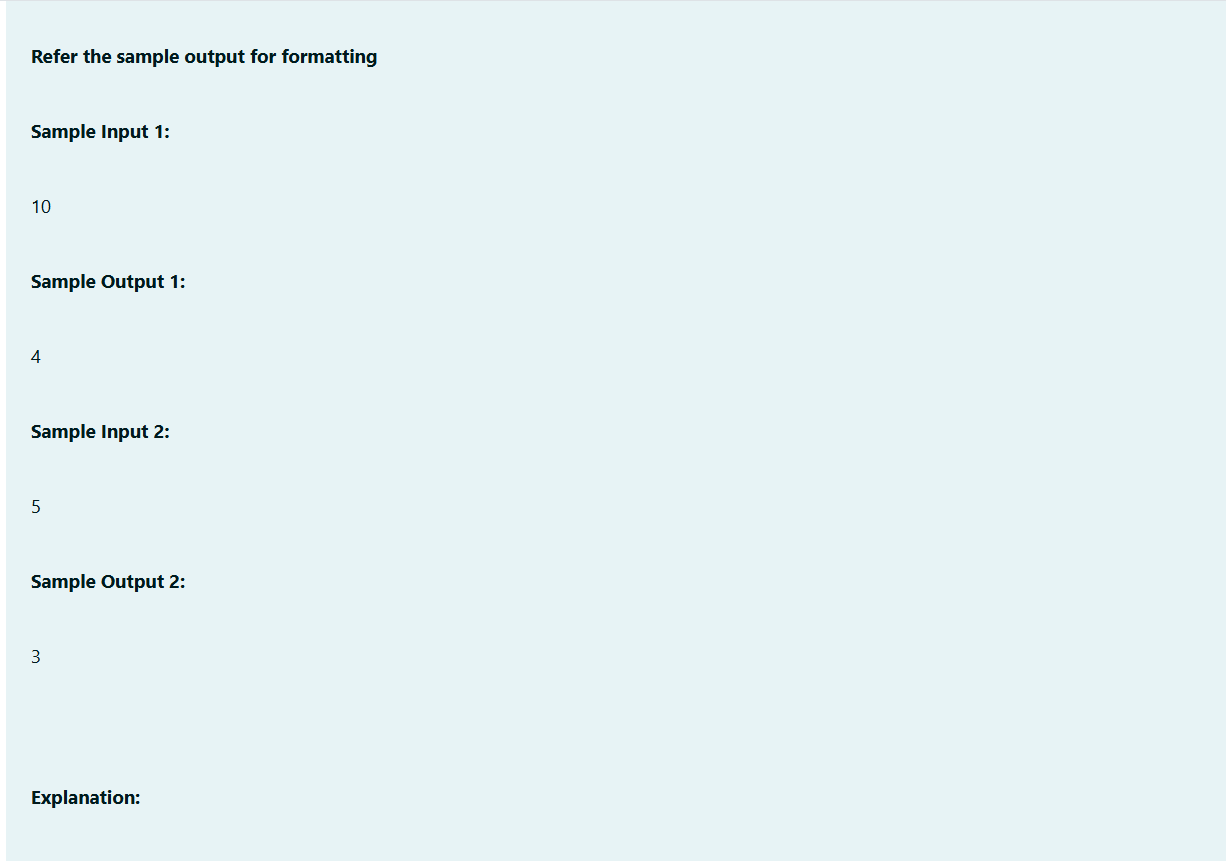 Refer the sample output for formatting
Sample Input 1:
10
Sample Output 1:
4
Sample Input 2:
5
Sample Output 2:
3
Explanation: